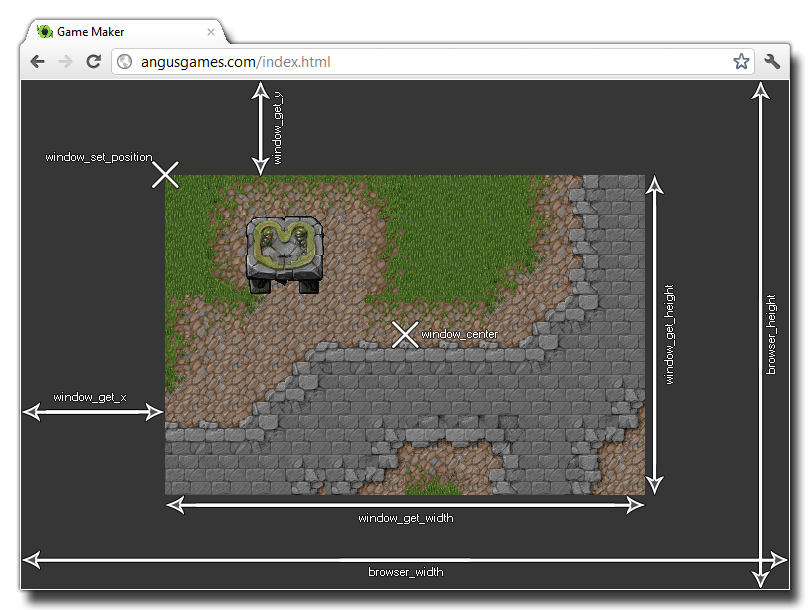 Game Maker
angusgames.com/index.html
window_get_y
window_set_position
window_center
window_get_height
browser_height
window_get_x
window_get_width
browser_width